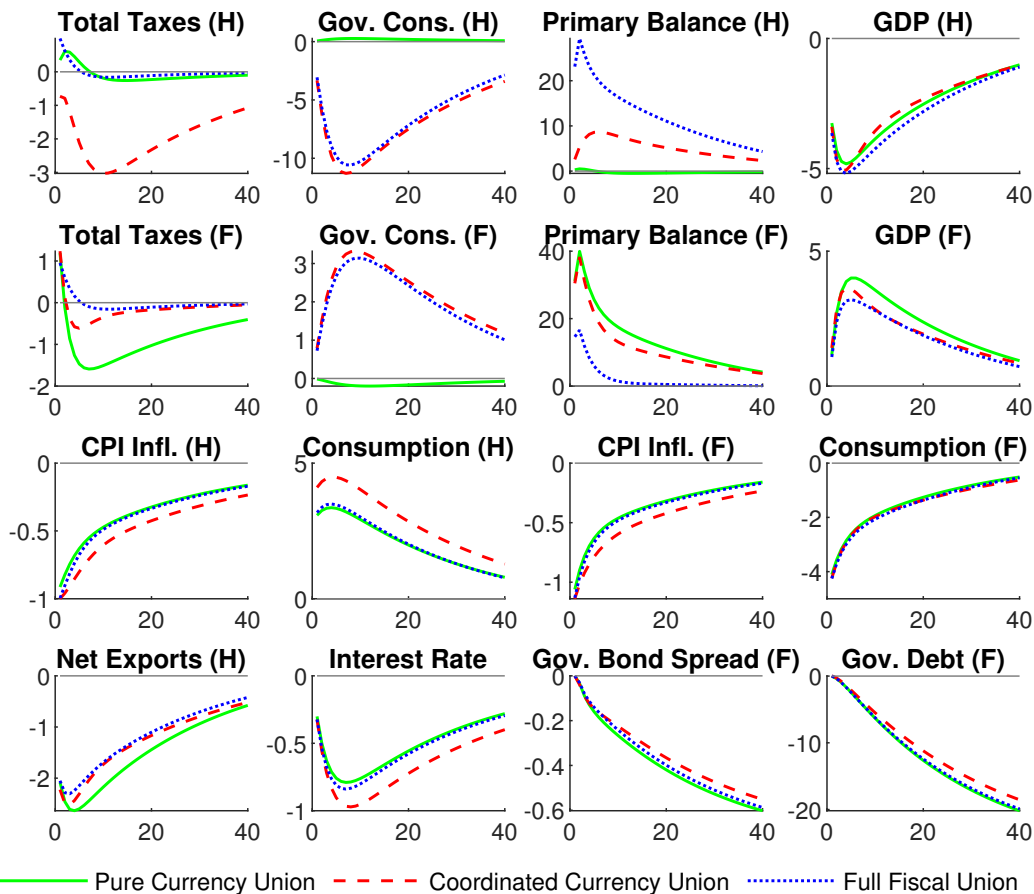 Total Taxes (H) Gov. Cons. (H) Primary Balance (H) GDP (H)
0 0 30 0
-1 -5 20
-2 10
-3 -10 0 -5
0 20 40 0 20 40 0 20 40 0 20 40
Total Taxes (F) Gov. Cons. (F) Primary Balance (F) GDP (F)
1 3 40 5
0 2 20
-1 1
-2 0 0 0
0 20 40 0 20 40 0 20 40 0 20 40
CPI Infl. (H) Consumption (H) CPI Infl. (F) Consumption (F)
0 5 0 0
-0.5 -0.5 -2
-1 0 -1 -4
0 20 40 0 20 40 0 20 40 0 20 40
Net Exports (H) Interest Rate Gov. Bond Spread (F) Gov. Debt (F)
0 0 0 0
-1 -0.5 -0.2 -10
-2 -0.4
-1 -0.6 -20
0 20 40 0 20 40 0 20 40 0 20 40
Pure Currency Union Coordinated Currency Union Full Fiscal Union